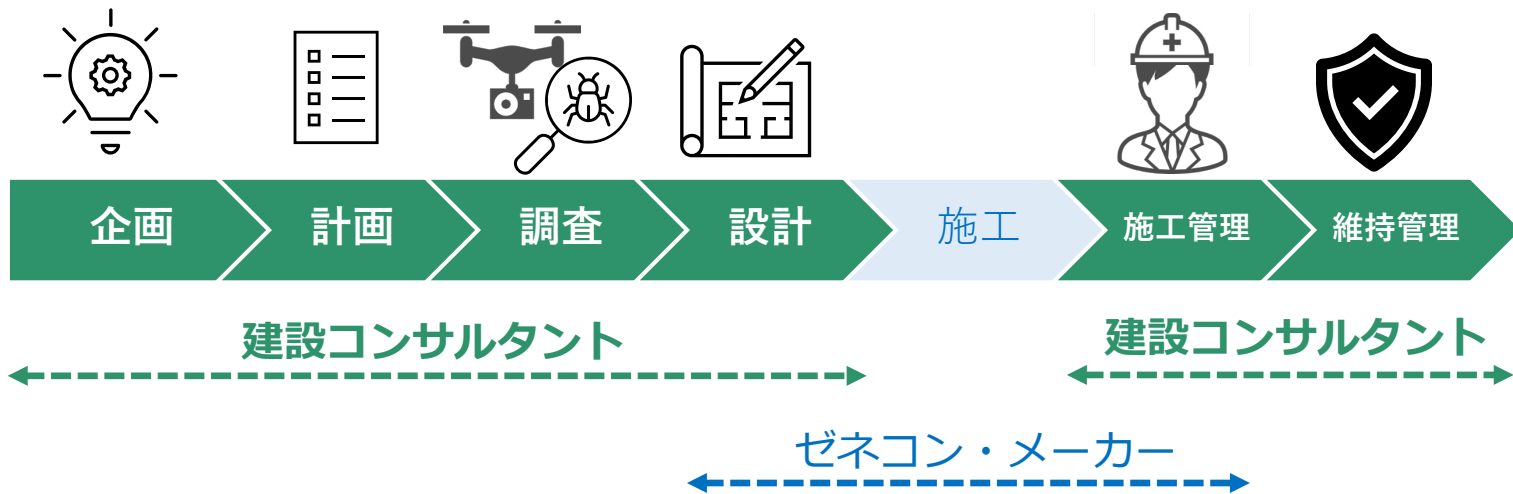 企画
計画
調査
設計
施工
施工管理
維持管理
建設コンサルタント
建設コンサルタント
ゼネコン・メーカー